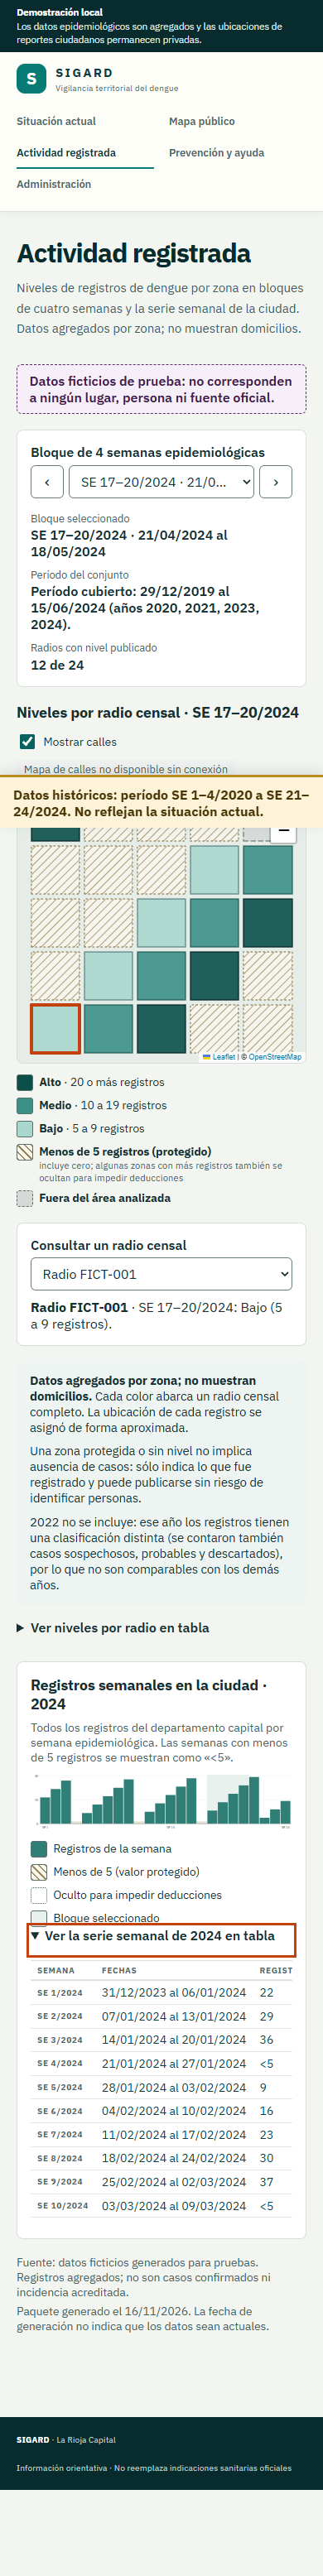 Demostración local
Los datos epidemiológicos son agregados y las ubicaciones de
reportes ciudadanos permanecen privadas.
S
SIGARD
Vigilancia territorial del dengue
Situación actual
Mapa público
Actividad registrada
Prevención y ayuda
Administración
Actividad registrada
Niveles de registros de dengue por zona en bloques
de cuatro semanas y la serie semanal de la ciudad.
Datos agregados por zona; no muestran domicilios.
Datos ficticios de prueba: no corresponden
a ningún lugar, persona ni fuente oficial.
Bloque de 4 semanas epidemiológicas
‹
SE 17–20/2024 · 21/0...
›
Bloque seleccionado
SE 17–20/2024 · 21/04/2024 al
18/05/2024
Período del conjunto
Período cubierto: 29/12/2019 al
15/06/2024 (años 2020, 2021, 2023,
2024).
Radios con nivel publicado
12 de 24
Niveles por radio censal · SE 17–20/2024
Mostrar calles
Mapa de calles no disponible sin conexión
Datos históricos: período SE 1–4/2020 a SE 21–
24/2024. No reflejan la situación actual.
−
Leaflet | © OpenStreetMap
Alto · 20 o más registros
Medio · 10 a 19 registros
Bajo · 5 a 9 registros
Menos de 5 registros (protegido)
incluye cero; algunas zonas con más registros también se
ocultan para impedir deducciones
Fuera del área analizada
Consultar un radio censal
Radio FICT-001
Radio FICT-001 · SE 17–20/2024: Bajo (5
a 9 registros).
Datos agregados por zona; no muestran
domicilios. Cada color abarca un radio censal
completo. La ubicación de cada registro se
asignó de forma aproximada.
Una zona protegida o sin nivel no implica
ausencia de casos: sólo indica lo que fue
registrado y puede publicarse sin riesgo de
identificar personas.
2022 no se incluye: ese año los registros tienen
una clasificación distinta (se contaron también
casos sospechosos, probables y descartados),
por lo que no son comparables con los demás
años.
Ver niveles por radio en tabla
Registros semanales en la ciudad ·
2024
Todos los registros del departamento capital por
semana epidemiológica. Las semanas con menos
de 5 registros se muestran como «<5».
Registros de la semana
Menos de 5 (valor protegido)
Oculto para impedir deducciones
Bloque seleccionado
Ver la serie semanal de 2024 en tabla
SEMANA FECHAS REGIST
SE 1/2024 31/12/2023 al 06/01/2024 22
SE 2/2024 07/01/2024 al 13/01/2024 29
SE 3/2024 14/01/2024 al 20/01/2024 36
SE 4/2024 21/01/2024 al 27/01/2024 <5
SE 5/2024 28/01/2024 al 03/02/2024 9
SE 6/2024 04/02/2024 al 10/02/2024 16
SE 7/2024 11/02/2024 al 17/02/2024 23
SE 8/2024 18/02/2024 al 24/02/2024 30
SE 9/2024 25/02/2024 al 02/03/2024 37
SE 10/2024 03/03/2024 al 09/03/2024 <5
Fuente: datos ficticios generados para pruebas.
Registros agregados; no son casos confirmados ni
incidencia acreditada.
Paquete generado el 16/11/2026. La fecha de
generación no indica que los datos sean actuales.
SIGARD · La Rioja Capital
Información orientativa · No reemplaza indicaciones sanitarias oficiales